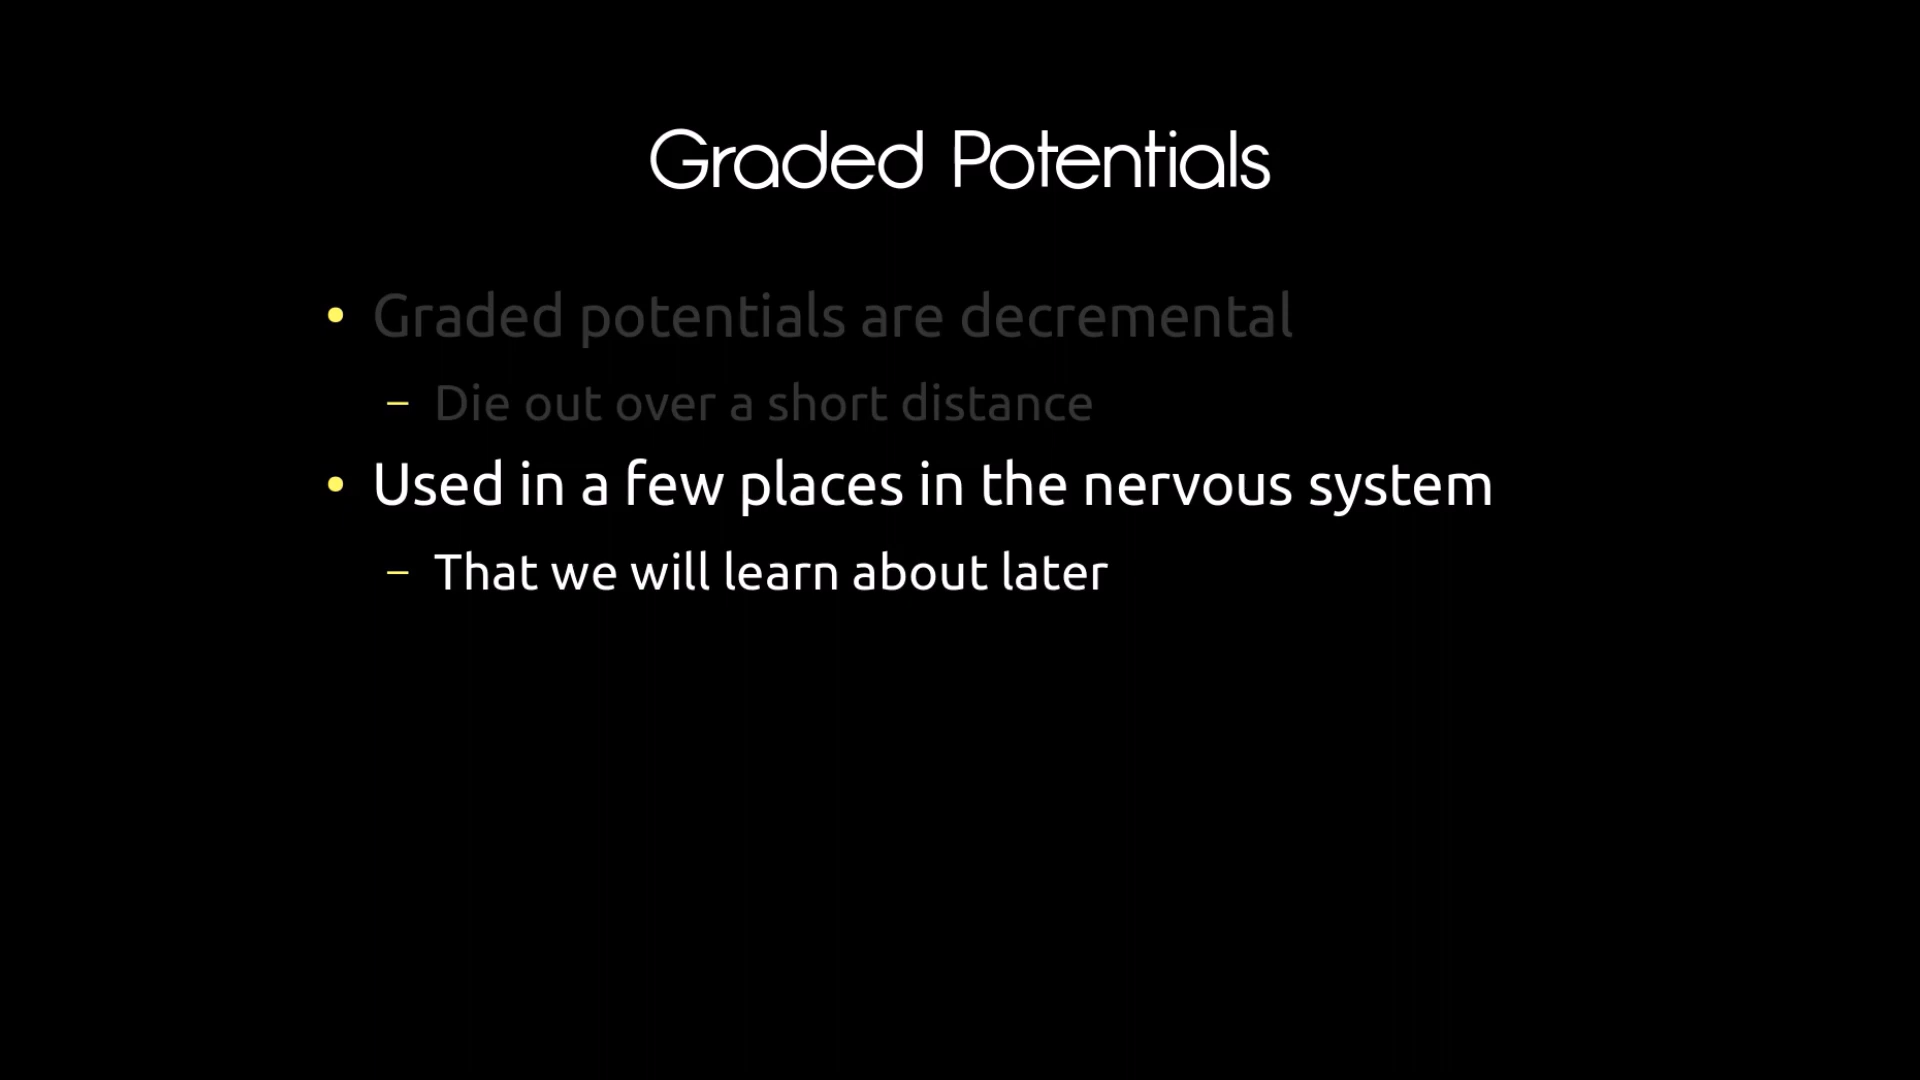 Graded Potentials
• Graded potentials are decremental
– Die out over a short distance
• Used in a few places in the nervous system
– That we will learn about later